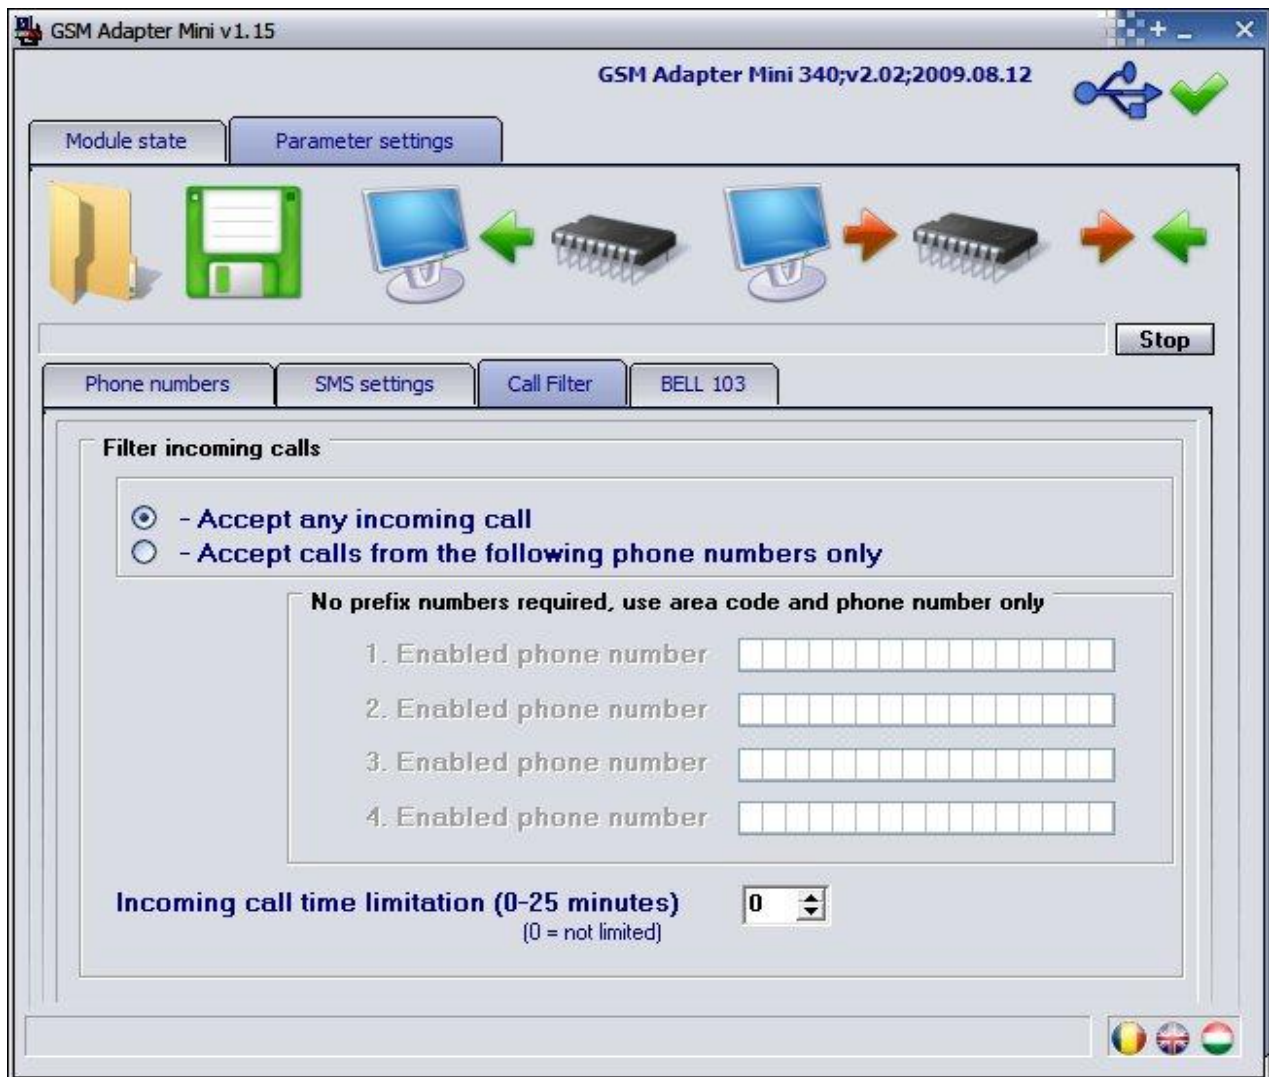 GSM Adapter Mini v1.15
GSM Adapter Mini 340;v2.02;2009.08.12
Module state
Parameter settings
Stop
Phone numbers
SMS settings
Call Filter
BELL 103
Filter incoming calls
- Accept any incoming call
- Accept calls from the following phone numbers only
No prefix numbers required, use area code and phone number only
1. Enabled phone number
2. Enabled phone number
3. Enabled phone number
4. Enabled phone number
Incoming call time limitation (0-25 minutes)
0
(0 = not limited)